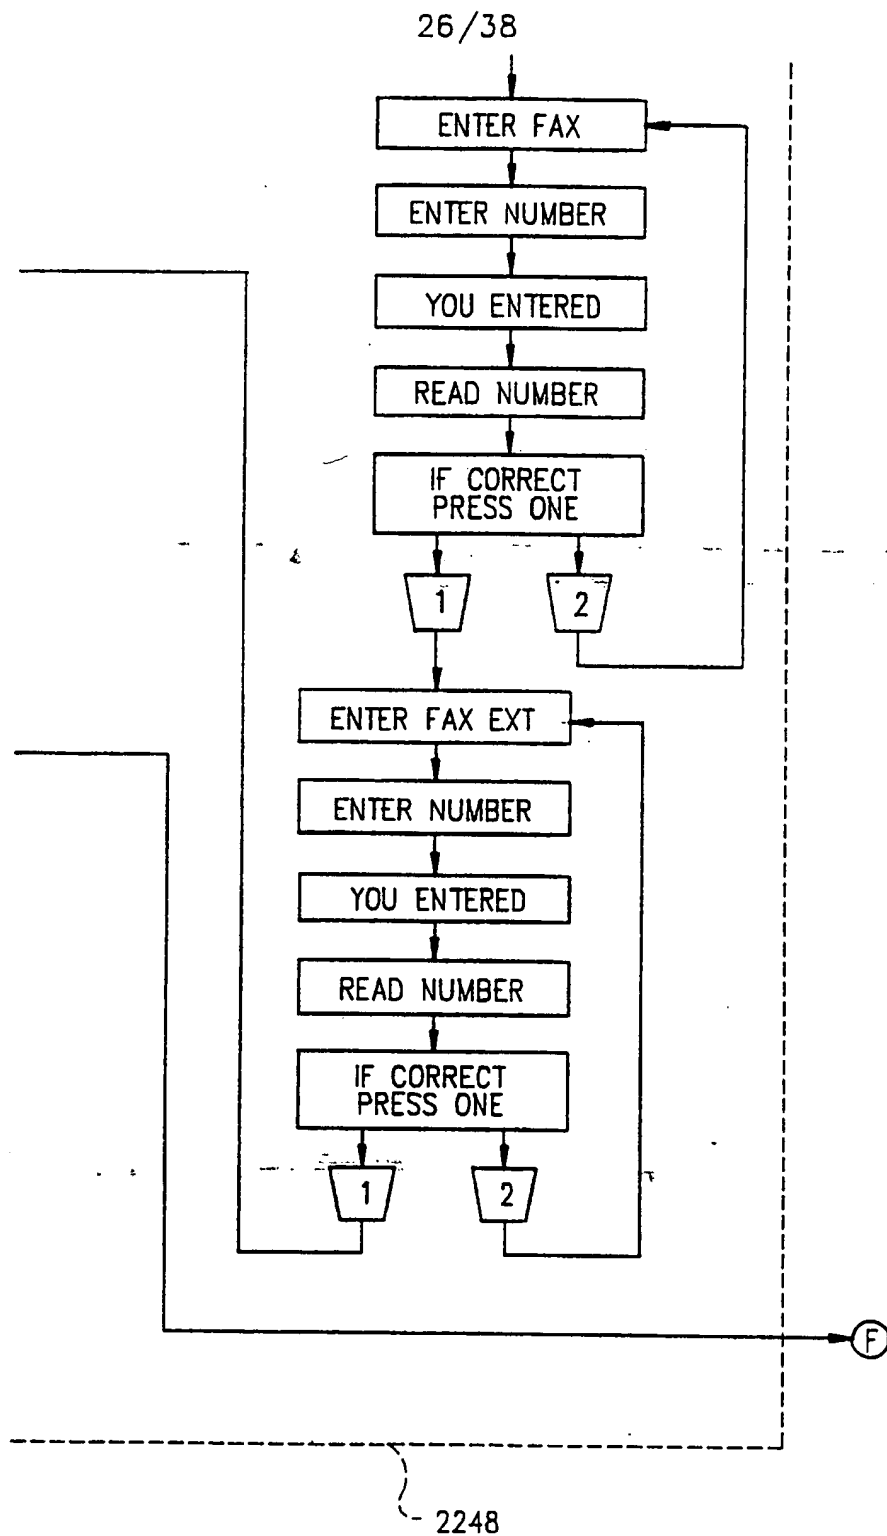 26/38
ENTER FAX
ENTER NUMBER
YOU ENTERED
READ NUMBER
IF CORRECT
PRESS ONE
1
2
ENTER FAX EXT
ENTER NUMBER
YOU ENTERED
READ NUMBER
IF CORRECT
PRESS ONE
1
2
F
2248